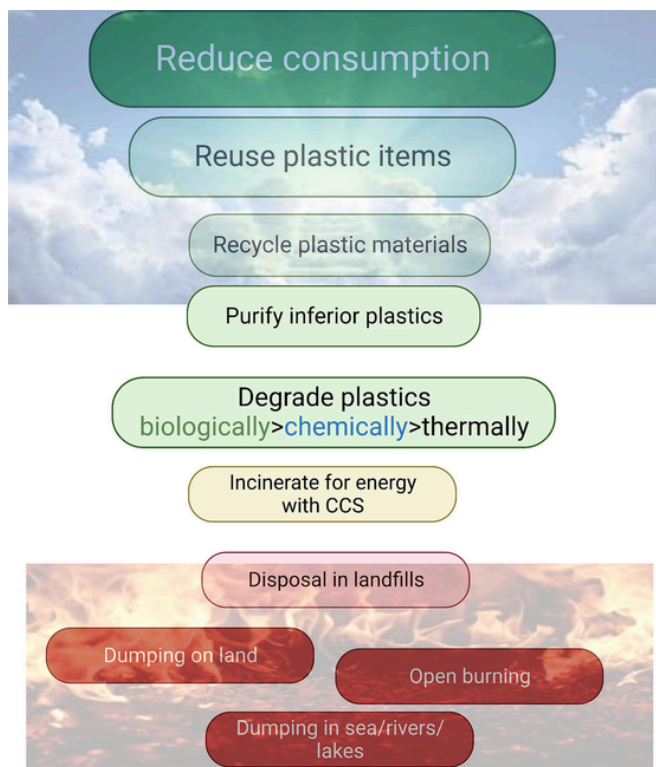 Reduce consumption
Reuse plastic items
Recycle plastic materials
Purify inferior plastics
Degrade plastics
biologically>chemically>thermally
Incinerate for energy
with CCS
Disposal in landfills
Dumping on land
Open burning
Dumping in sea/rivers/
lakes